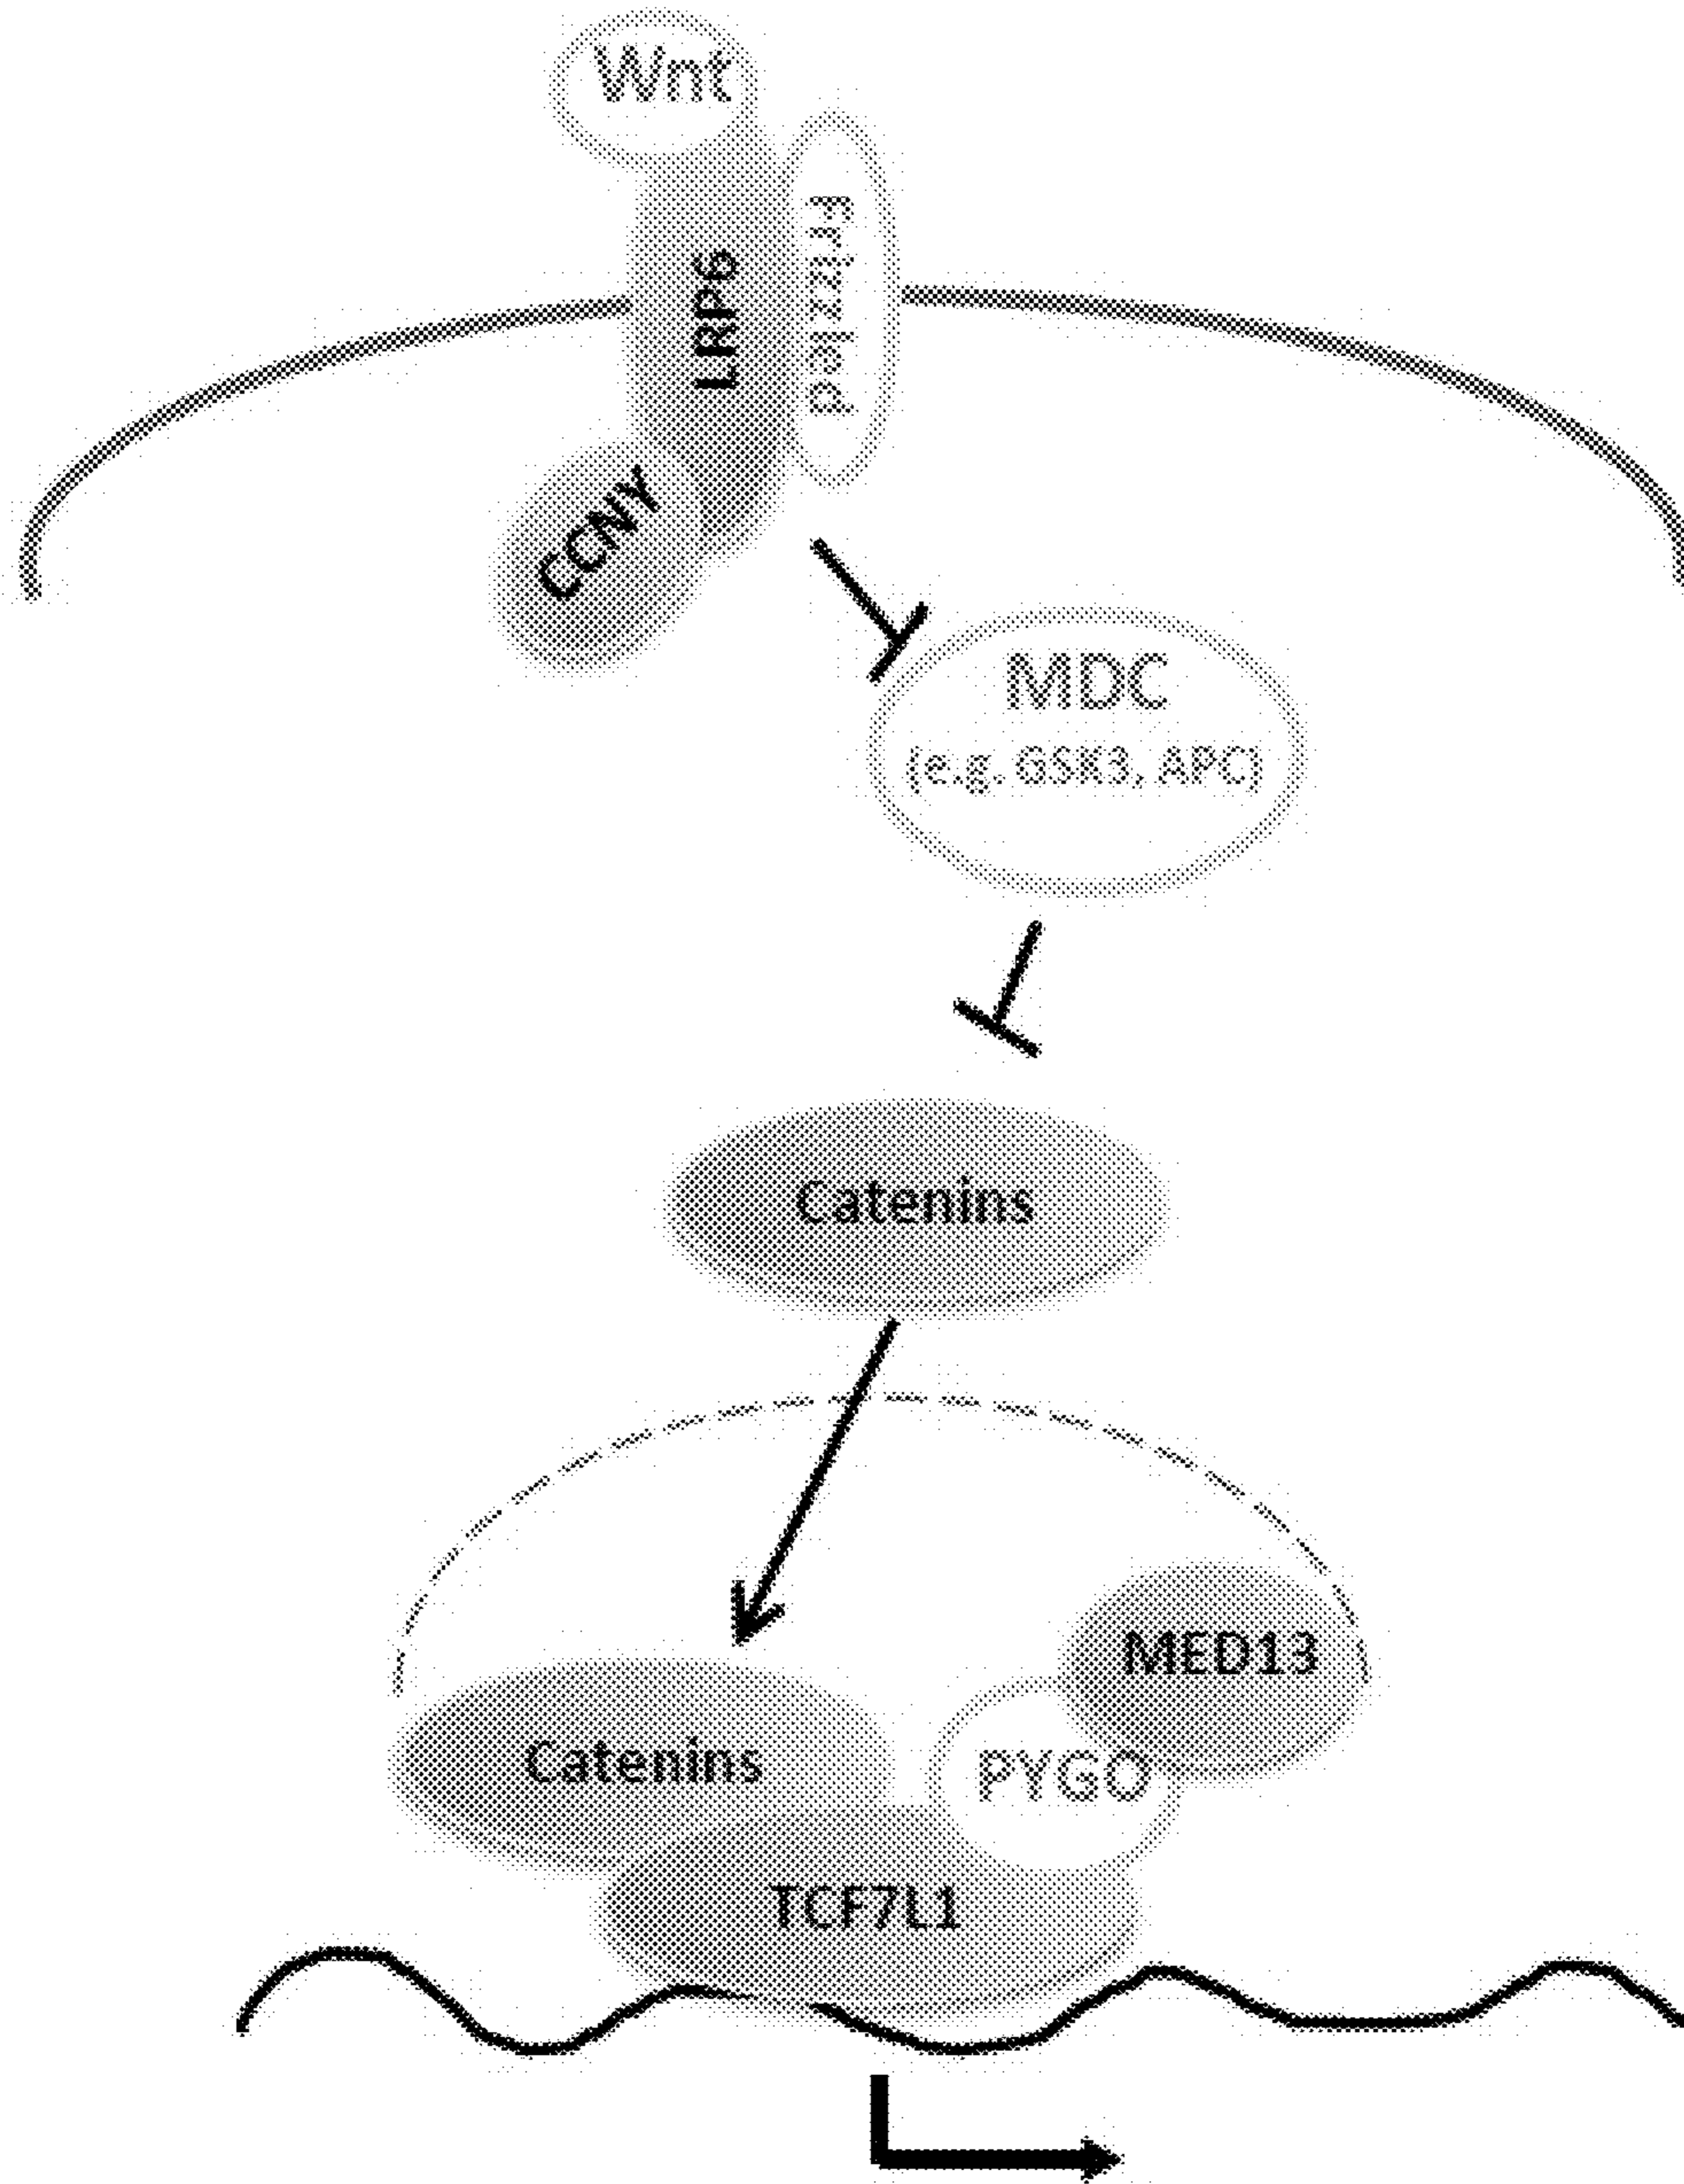 Wnt
Frizzled
LRP6
CCNY
MDC
(e.g. GSK3, APC)
Catenins
MED13
Catenins
PYGO
TCF7L1